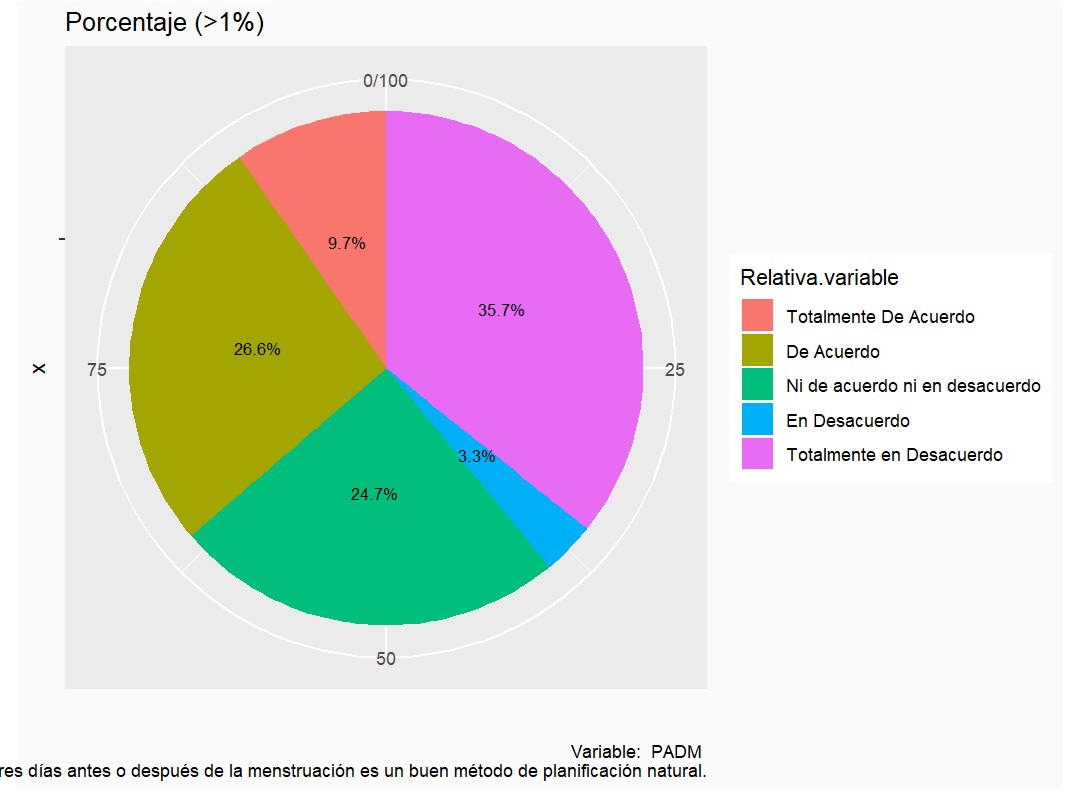 Porcentaje (>1%)
0/100
9.7%
35.7%
26.6%
x
75
25
3.3%
24.7%
50
Relativa.variable
Totalmente De Acuerdo
De Acuerdo
Ni de acuerdo ni en desacuerdo
En Desacuerdo
Totalmente en Desacuerdo
Variable:  PADM
días antes o después de la menstruación es un buen método de planificación natural.